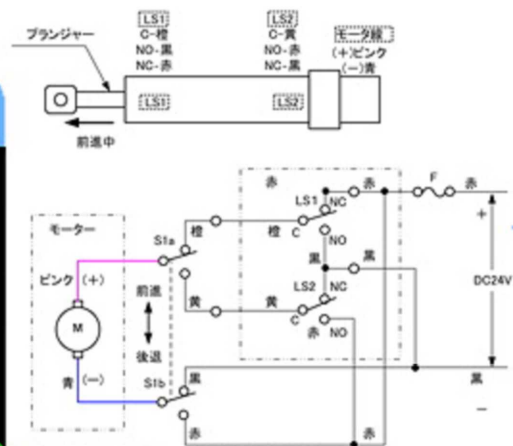 LS1
C-橙
NO-黒
NC-赤
LS2
C-黄
NO-赤
NC-黒
モータ線
(+)ピンク
(-)青
プランジャー
LS1
LS2
前進中
モーター
ピンク (+)
M
青 (-)
S1a
橙
黄
前進
後退
S1b
黒
赤
赤
LS1
NC
橙
C
NO
黒
黒
LS2
NC
黄
C
赤
NO
赤
F
赤
+
DC24V
黒
-
赤